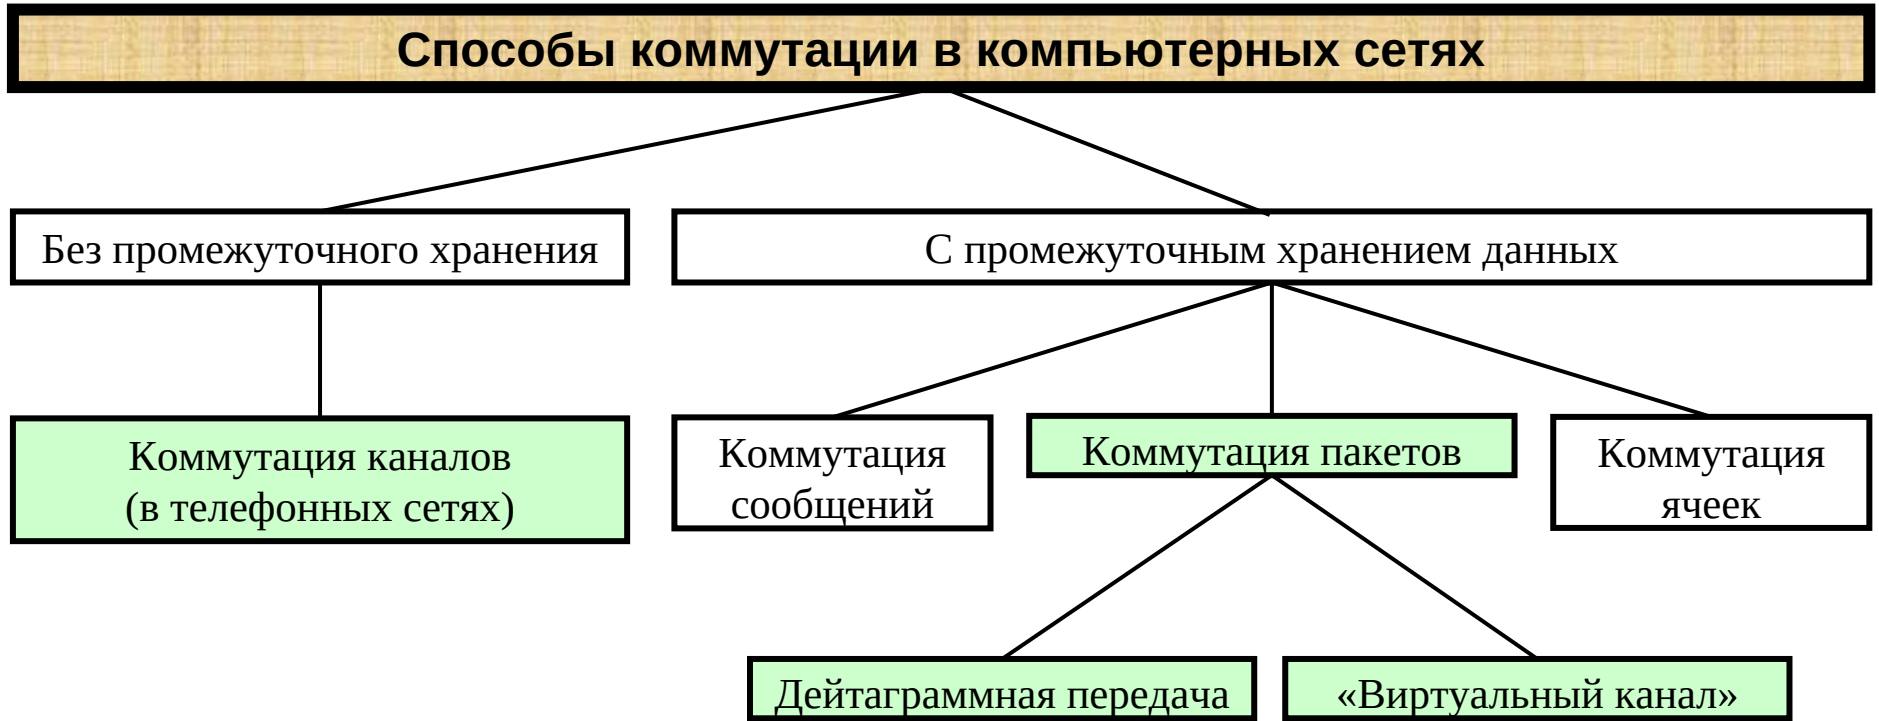 Способы коммутации в компьютерных сетях
Без промежуточного хранения
С промежуточным хранением данных
Коммутация каналов
(в телефонных сетях)
Коммутация
сообщений
Коммутация пакетов
Коммутация
ячеек
Дейтаграммная передача
«Виртуальный канал»